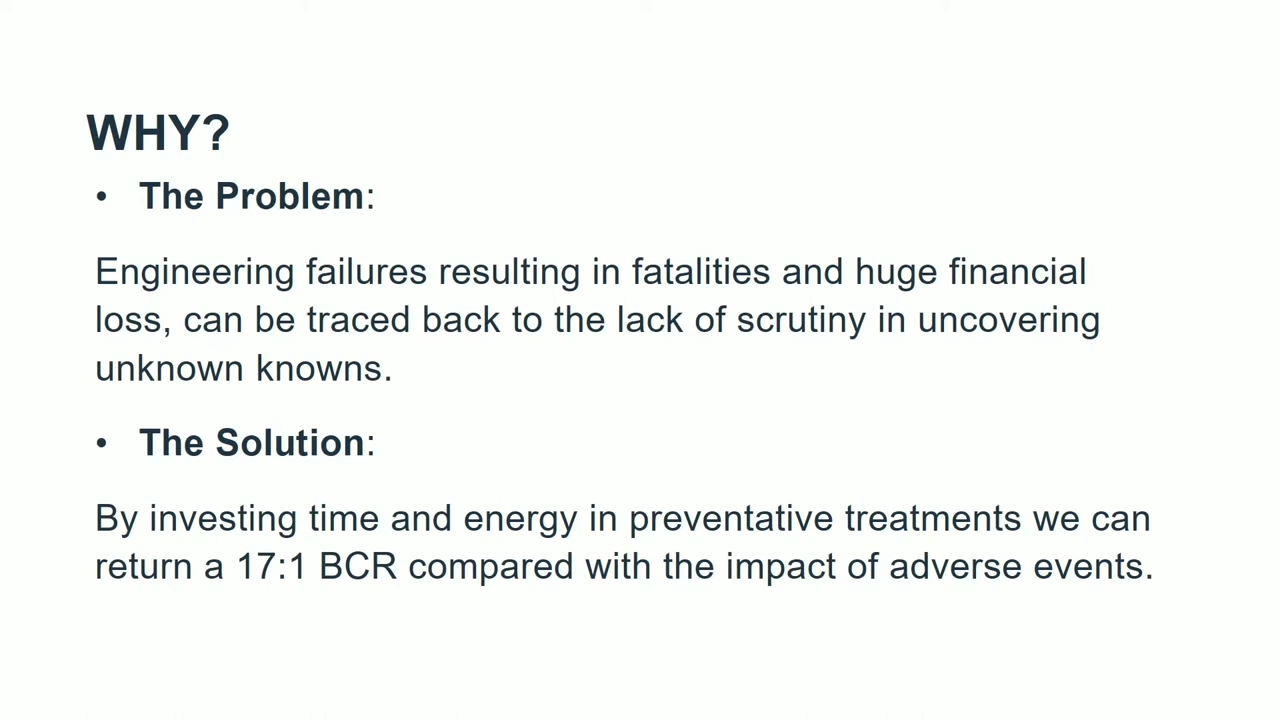 WHY?
• The Problem:
Engineering failures resulting in fatalities and huge financial
loss, can be traced back to the lack of scrutiny in uncovering
unknown knowns.
• The Solution:
By investing time and energy in preventative treatments we can
return a 17:1 BCR compared with the impact of adverse events.